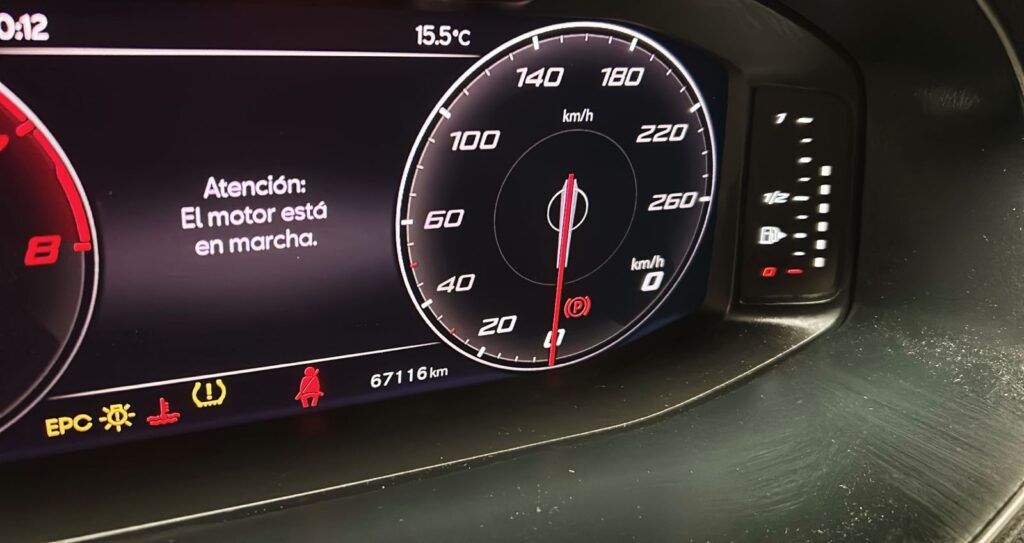 0:12
15.5°C
140 180
km/h
100 220
Atención:
El motor está
en marcha.
60 260
8
km/h
0
40
20
0
P
67116 km
EPC
1
1/2
0